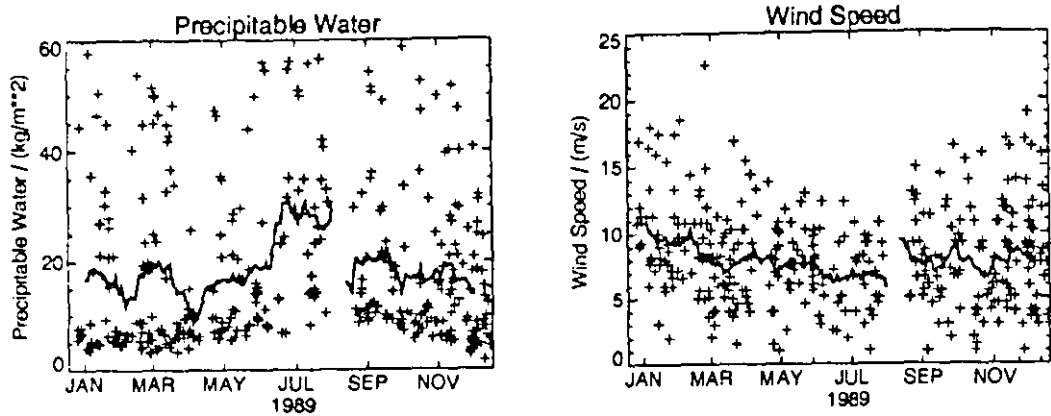 Precipitable Water
Precipitable Water / (kg/m**2)
60
40
20
0
JAN MAR MAY JUL SEP NOV
1989
Wind Speed
Wind Speed / (m/s)
25
20
15
10
5
0
JAN MAR MAY JUL SEP NOV
1989